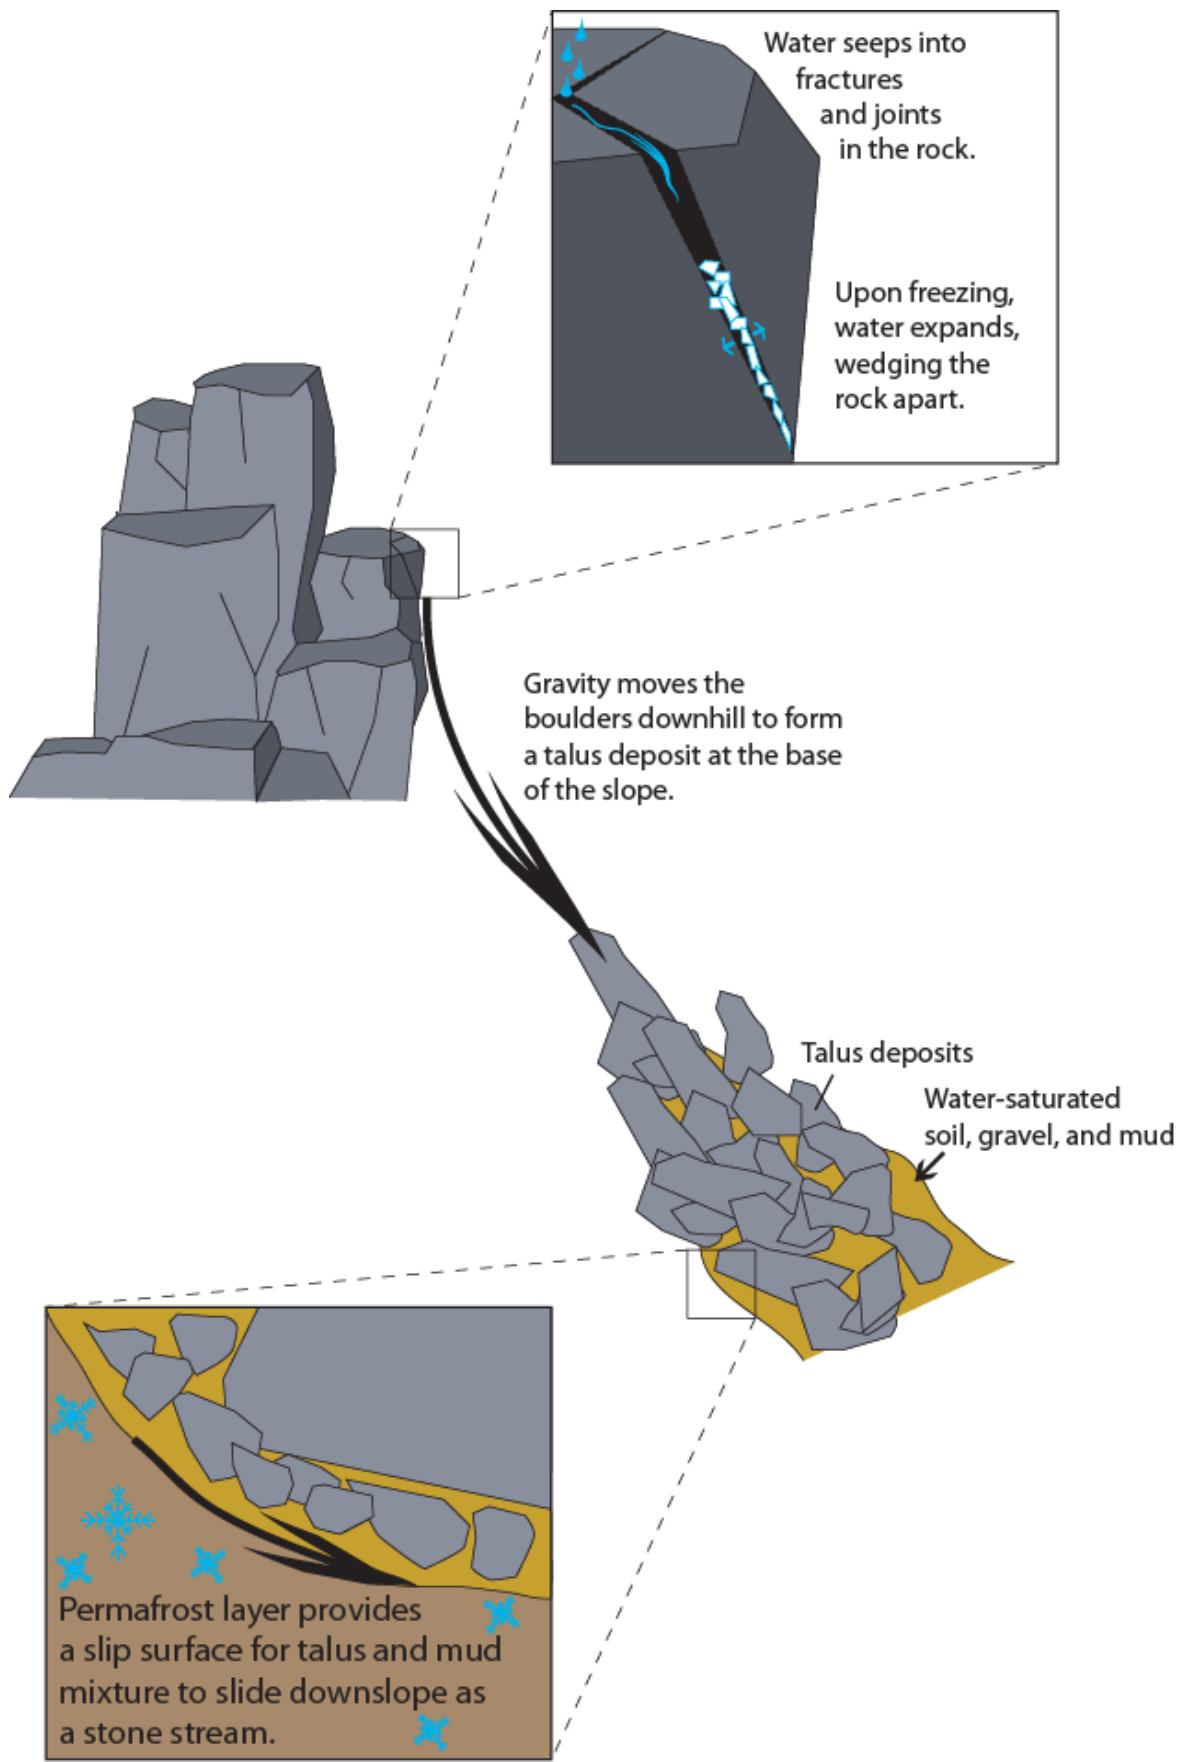 Water seeps into
fractures
and joints
in the rock.
Upon freezing,
water expands,
wedging the
rock apart.
Gravity moves the
boulders downhill to form
a talus deposit at the base
of the slope.
Talus deposits
Water-saturated
soil, gravel, and mud
Permafrost layer provides
a slip surface for talus and mud
mixture to slide downslope as
a stone stream.